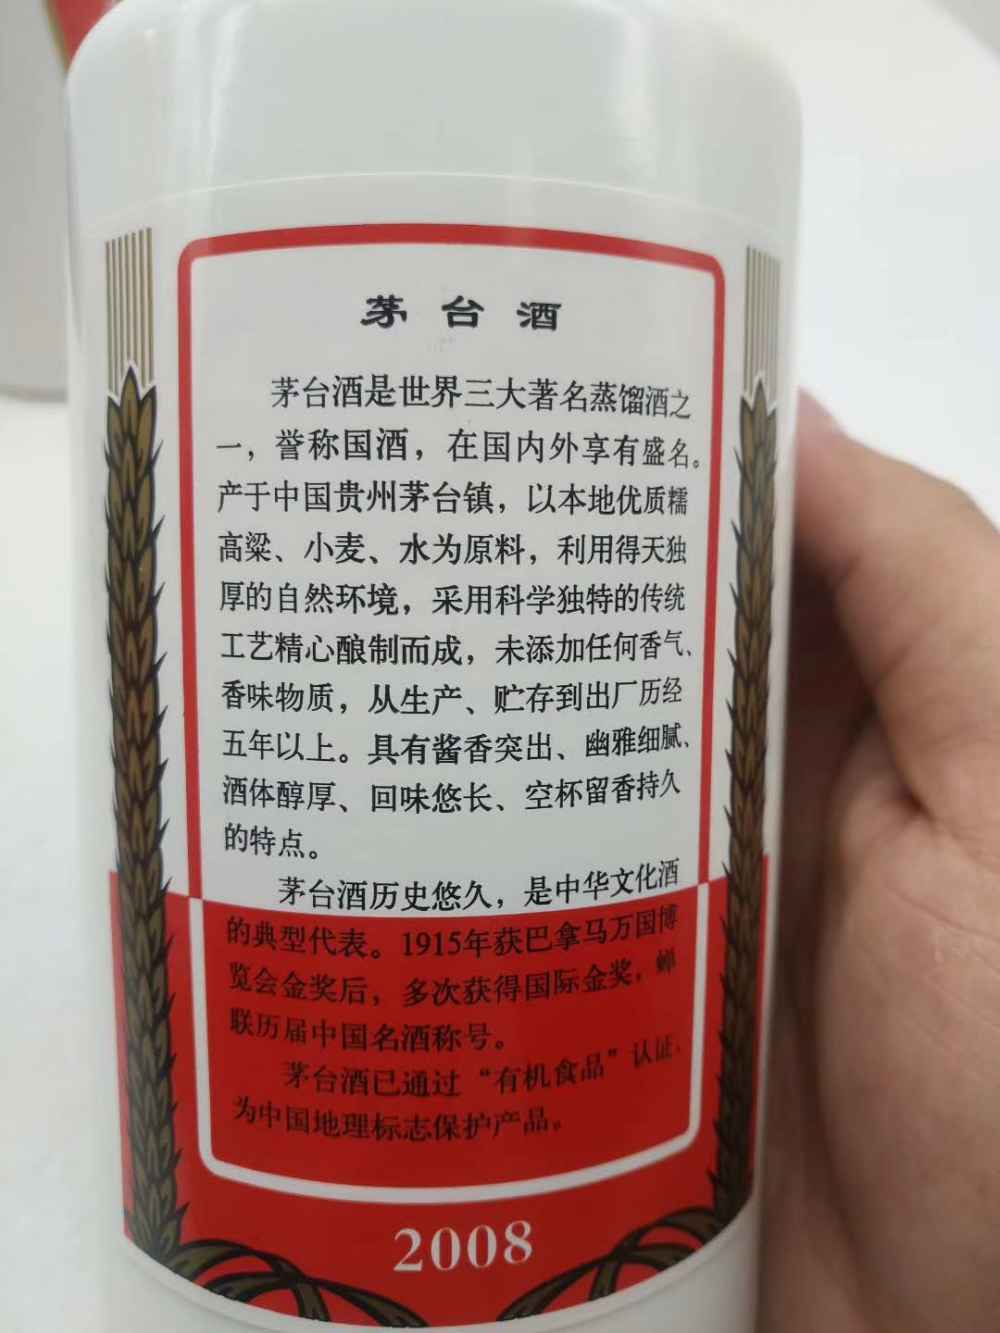 茅台酒
茅台酒是世界三大著名蒸馏酒之
一，誉称国酒，在国内外享有盛名。
产于中国贵州茅台镇，以本地优质糯
高粱、小麦、水为原料，利用得天独
厚的自然环境，采用科学独特的传统
工艺精心酿制而成，未添加任何香气、
香味物质，从生产、贮存到出厂历经
五年以上。具有酱香突出、幽雅细腻、
酒体醇厚、回味悠长、空杯留香持久
的特点。
茅台酒历史悠久，是中华文化酒
的典型代表。1915年获巴拿马万国博
览会金奖后，多次获得国际金奖，蝉
联历届中国名酒称号。
茅台酒已通过“有机食品”认证，
为中国地理标志保护产品。
2008